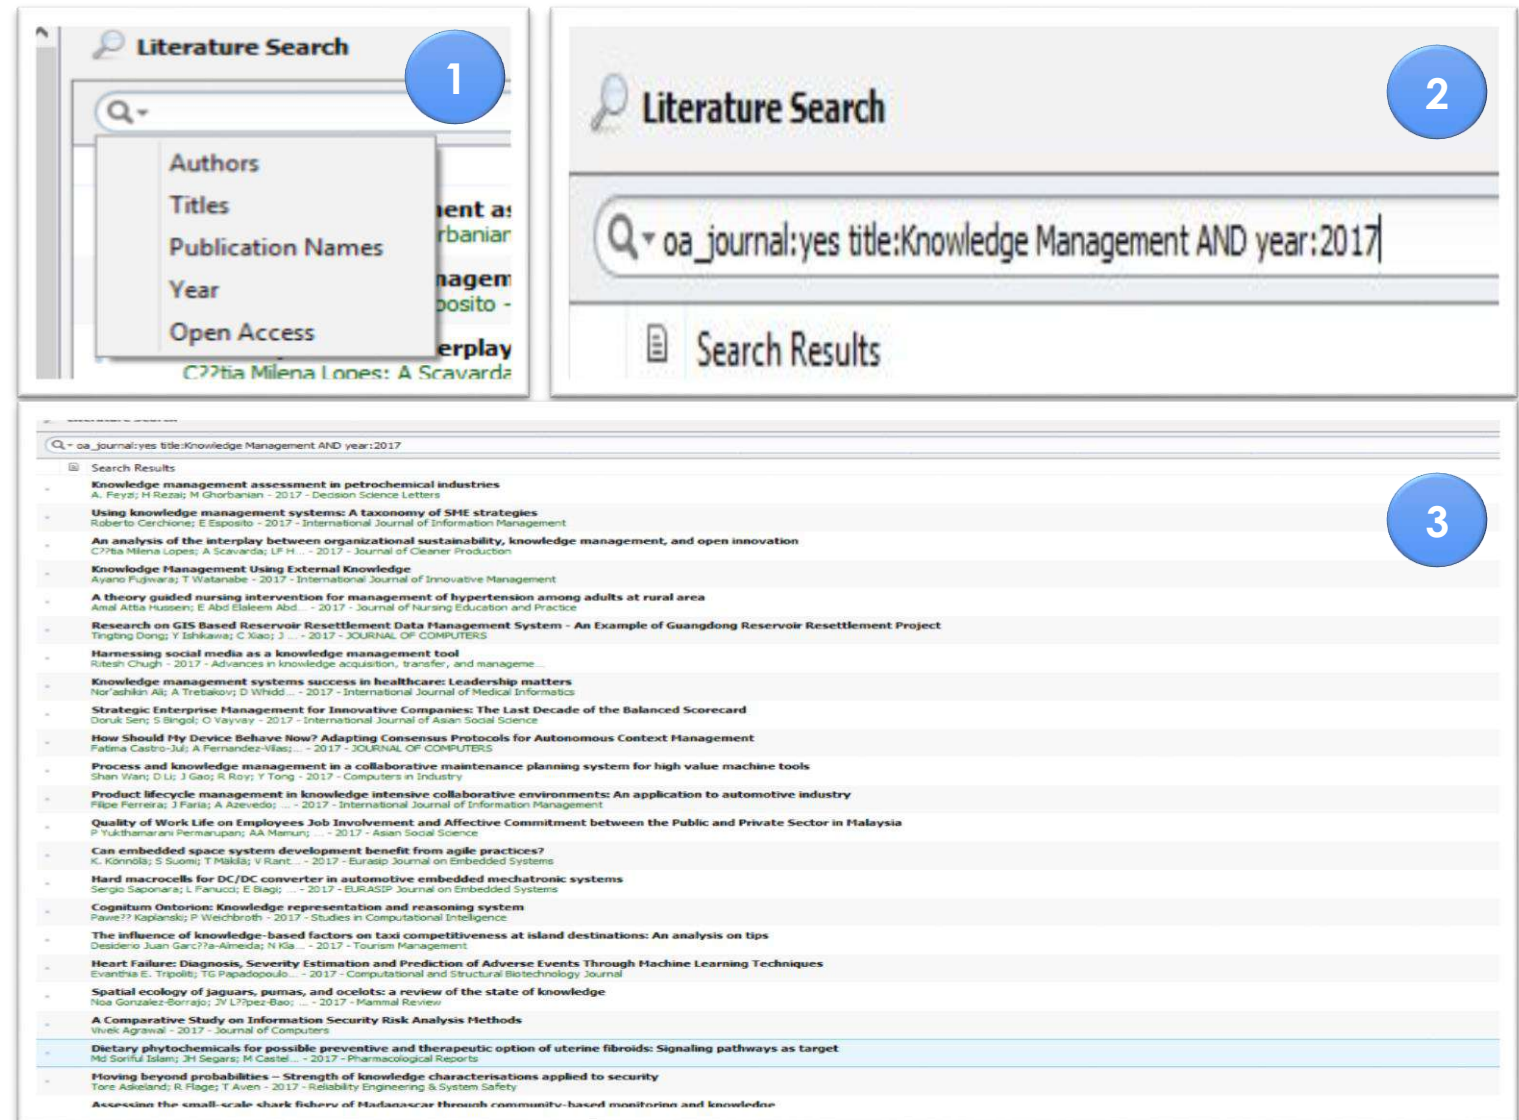 Literature Search
1
Authors
Titles
Publication Names
Year
Open Access
ent as
rbanian
nagem
posito -
erplay
C??tia Milena Lopes: A Scavarda
2
Literature Search
oa_journal:yes title:Knowledge Management AND year:2017
Search Results
3
oa_journal:yes title:Knowledge Management AND year:2017
Search Results
Knowledge management assessment in petrochemical industries
A. Feyzi; H Rezai; M Ghorbanian - 2017 - Decision Science Letters
Using knowledge management systems: A taxonomy of SME strategies
Roberto Cerchione; E Esposito - 2017 - International Journal of Information Management
An analysis of the interplay between organizational sustainability, knowledge management, and open innovation
C??tia Milena Lopes; A Scavarda; LF H... - 2017 - Journal of Cleaner Production
Knowlodge Management Using External Knowledge
Ayano Fujiwara; T Watanabe - 2017 - International Journal of Innovative Management
A theory guided nursing intervention for management of hypertension among adults at rural area
Amal Attia Hussein; E Abd Elaleem Abd... - 2017 - Journal of Nursing Education and Practice
Research on GIS Based Reservoir Resettlement Data Management System - An Example of Guangdong Reservoir Resettlement Project
Tingting Dong; Y Ishikawa; C Xiao; J ... - 2017 - JOURNAL OF COMPUTERS
Harnessing social media as a knowledge management tool
Ritesh Chugh - 2017 - Advances in knowledge acquisition, transfer, and manageme...
Knowledge management systems success in healthcare: Leadership matters
Nor'ashikin Ali; A Tretiakov; D Whidd... - 2017 - International Journal of Medical Informatics
Strategic Enterprise Management for Innovative Companies: The Last Decade of the Balanced Scorecard
Doruk Sen; S Bingol; O Vayvay - 2017 - International Journal of Asian Social Science
How Should My Device Behave Now? Adapting Consensus Protocols for Autonomous Context Management
Fatima Castro-Jul; A Fernandez-Vilas;... - 2017 - JOURNAL OF COMPUTERS
Process and knowledge management in a collaborative maintenance planning system for high value machine tools
Shan Wan; D Li; J Gao; R Roy; Y Tong - 2017 - Computers in Industry
Product lifecycle management in knowledge intensive collaborative environments: An application to automotive industry
Filipe Ferreira; J Faria; A Azevedo; ... - 2017 - International Journal of Information Management
Quality of Work Life on Employees Job Involvement and Affective Commitment between the Public and Private Sector in Malaysia
P Yukthamarani Permarupan; AA Mamun; ... - 2017 - Asian Social Science
Can embedded space system development benefit from agile practices?
K. Könnölä; S Suomi; T Mäkilä; V Rant... - 2017 - Eurasip Journal on Embedded Systems
Hard macrocells for DC/DC converter in automotive embedded mechatronic systems
Sergio Saponara; L Fanucci; E Biagi; ... - 2017 - EURASIP Journal on Embedded Systems
Cognitum Ontorion: Knowledge representation and reasoning system
Pawe?? Kaplanski; P Weichbroth - 2017 - Studies in Computational Intelligence
The influence of knowledge-based factors on taxi competitiveness at island destinations: An analysis on tips
Desiderio Juan Garc??a-Almeida; N Kla... - 2017 - Tourism Management
Heart Failure: Diagnosis, Severity Estimation and Prediction of Adverse Events Through Machine Learning Techniques
Evanthia E. Tripoliti; TG Papadopoulo... - 2017 - Computational and Structural Biotechnology Journal
Spatial ecology of jaguars, pumas, and ocelots: a review of the state of knowledge
Noa Gonzalez-Borrajo; JV L??pez-Bao; ... - 2017 - Mammal Review
A Comparative Study on Information Security Risk Analysis Methods
Vivek Agrawal - 2017 - Journal of Computers
Dietary phytochemicals for possible preventive and therapeutic option of uterine fibroids: Signaling pathways as target
Md Soriful Islam; JH Segars; M Castel... - 2017 - Pharmacological Reports
Moving beyond probabilities – Strength of knowledge characterisations applied to security
Tore Askeland; R Flage; T Aven - 2017 - Reliability Engineering & System Safety
Assessing the small-scale shark fishery of Madagascar through community-based monitoring and knowledge